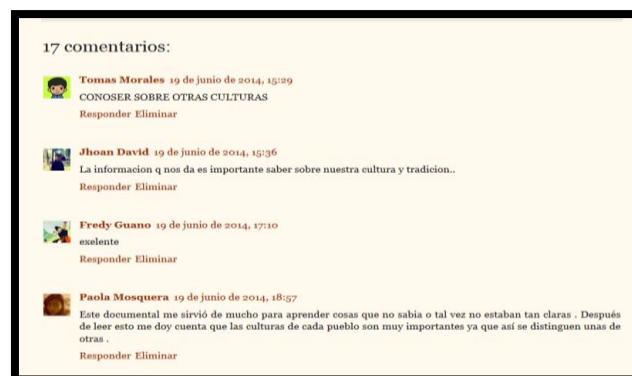 17 comentarios:
Tomas Morales 19 de junio de 2014, 15:29
CONOSER SOBRE OTRAS CULTURAS
Responder Eliminar
Jhoan David 19 de junio de 2014, 15:36
La informacion q nos da es importante saber sobre nuestra cultura y tradicion..
Responder Eliminar
Fredy Guano 19 de junio de 2014, 17:10
exelente
Responder Eliminar
Paola Mosquera 19 de junio de 2014, 18:57
Este documental me sirvió de mucho para aprender cosas que no sabia o tal vez no estaban tan claras . Después
de leer esto me doy cuenta que las culturas de cada pueblo son muy importantes ya que así se distinguen unas de
otras .
Responder Eliminar